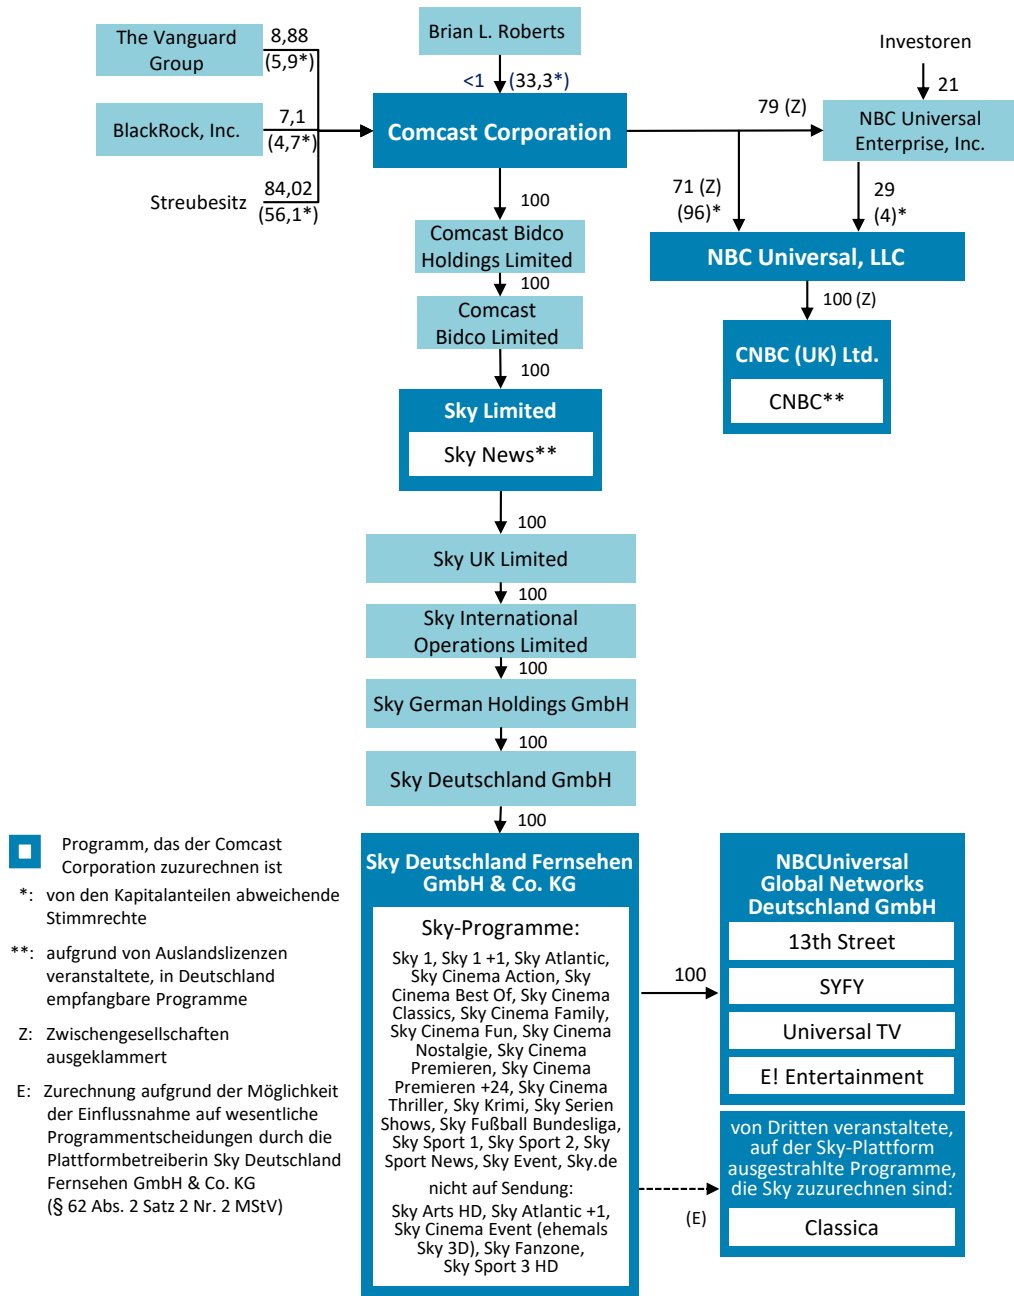 The Vanguard
Group
8,88
(5,9*)
BlackRock, Inc.
7,1
(4,7*)
Streubesitz
84,02
(56,1*)
Brian L. Roberts
<1 (33,3*)
Comcast Corporation
Investoren
21
79 (Z)
NBC Universal
Enterprise, Inc.
71 (Z)
(96)*
29
(4)*
NBC Universal, LLC
100 (Z)
CNBC (UK) Ltd.
CNBC**
100
Comcast Bidco
Holdings Limited
100
Comcast
Bidco Limited
100
Sky Limited
Sky News**
100
Sky UK Limited
100
Sky International
Operations Limited
100
Sky German Holdings GmbH
100
Sky Deutschland GmbH
100
Sky Deutschland Fernsehen
GmbH & Co. KG
Sky-Programme:
Sky 1, Sky 1 +1, Sky Atlantic,
Sky Cinema Action, Sky
Cinema Best Of, Sky Cinema
Classics, Sky Cinema Family,
Sky Cinema Fun, Sky Cinema
Nostalgie, Sky Cinema
Premieren, Sky Cinema
Premieren +24, Sky Cinema
Thriller, Sky Krimi, Sky Serien
Shows, Sky Fußball Bundesliga,
Sky Sport 1, Sky Sport 2, Sky
Sport News, Sky Event, Sky.de
nicht auf Sendung:
Sky Arts HD, Sky Atlantic +1,
Sky Cinema Event (ehemals
Sky 3D), Sky Fanzone,
Sky Sport 3 HD
100
NBCUniversal
Global Networks
Deutschland GmbH
13th Street
SYFY
Universal TV
E! Entertainment
(E)
von Dritten veranstaltete,
auf der Sky-Plattform
ausgestrahlte Programme,
die Sky zuzurechnen sind:
Classica
Programm, das der Comcast
Corporation zuzurechnen ist
*: von den Kapitalanteilen abweichende
Stimmrechte
**: aufgrund von Auslandslizenzen
veranstaltete, in Deutschland
empfangbare Programme
Z: Zwischengesellschaften
ausgeklammert
E: Zurechnung aufgrund der Möglichkeit
der Einflussnahme auf wesentliche
Programmentscheidungen durch die
Plattformbetreiberin Sky Deutschland
Fernsehen GmbH & Co. KG
(§ 62 Abs. 2 Satz 2 Nr. 2 MStV)